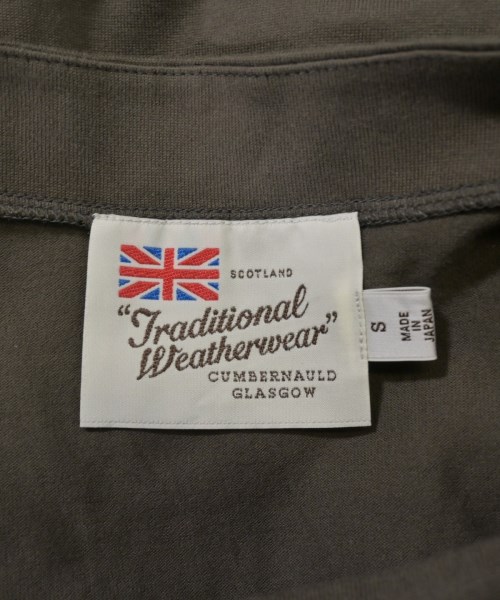 SCOTLAND
"Traditional
Weatherwear"
CUMBERNAULD
GLASGOW
S
MADE
IN
JAPAN